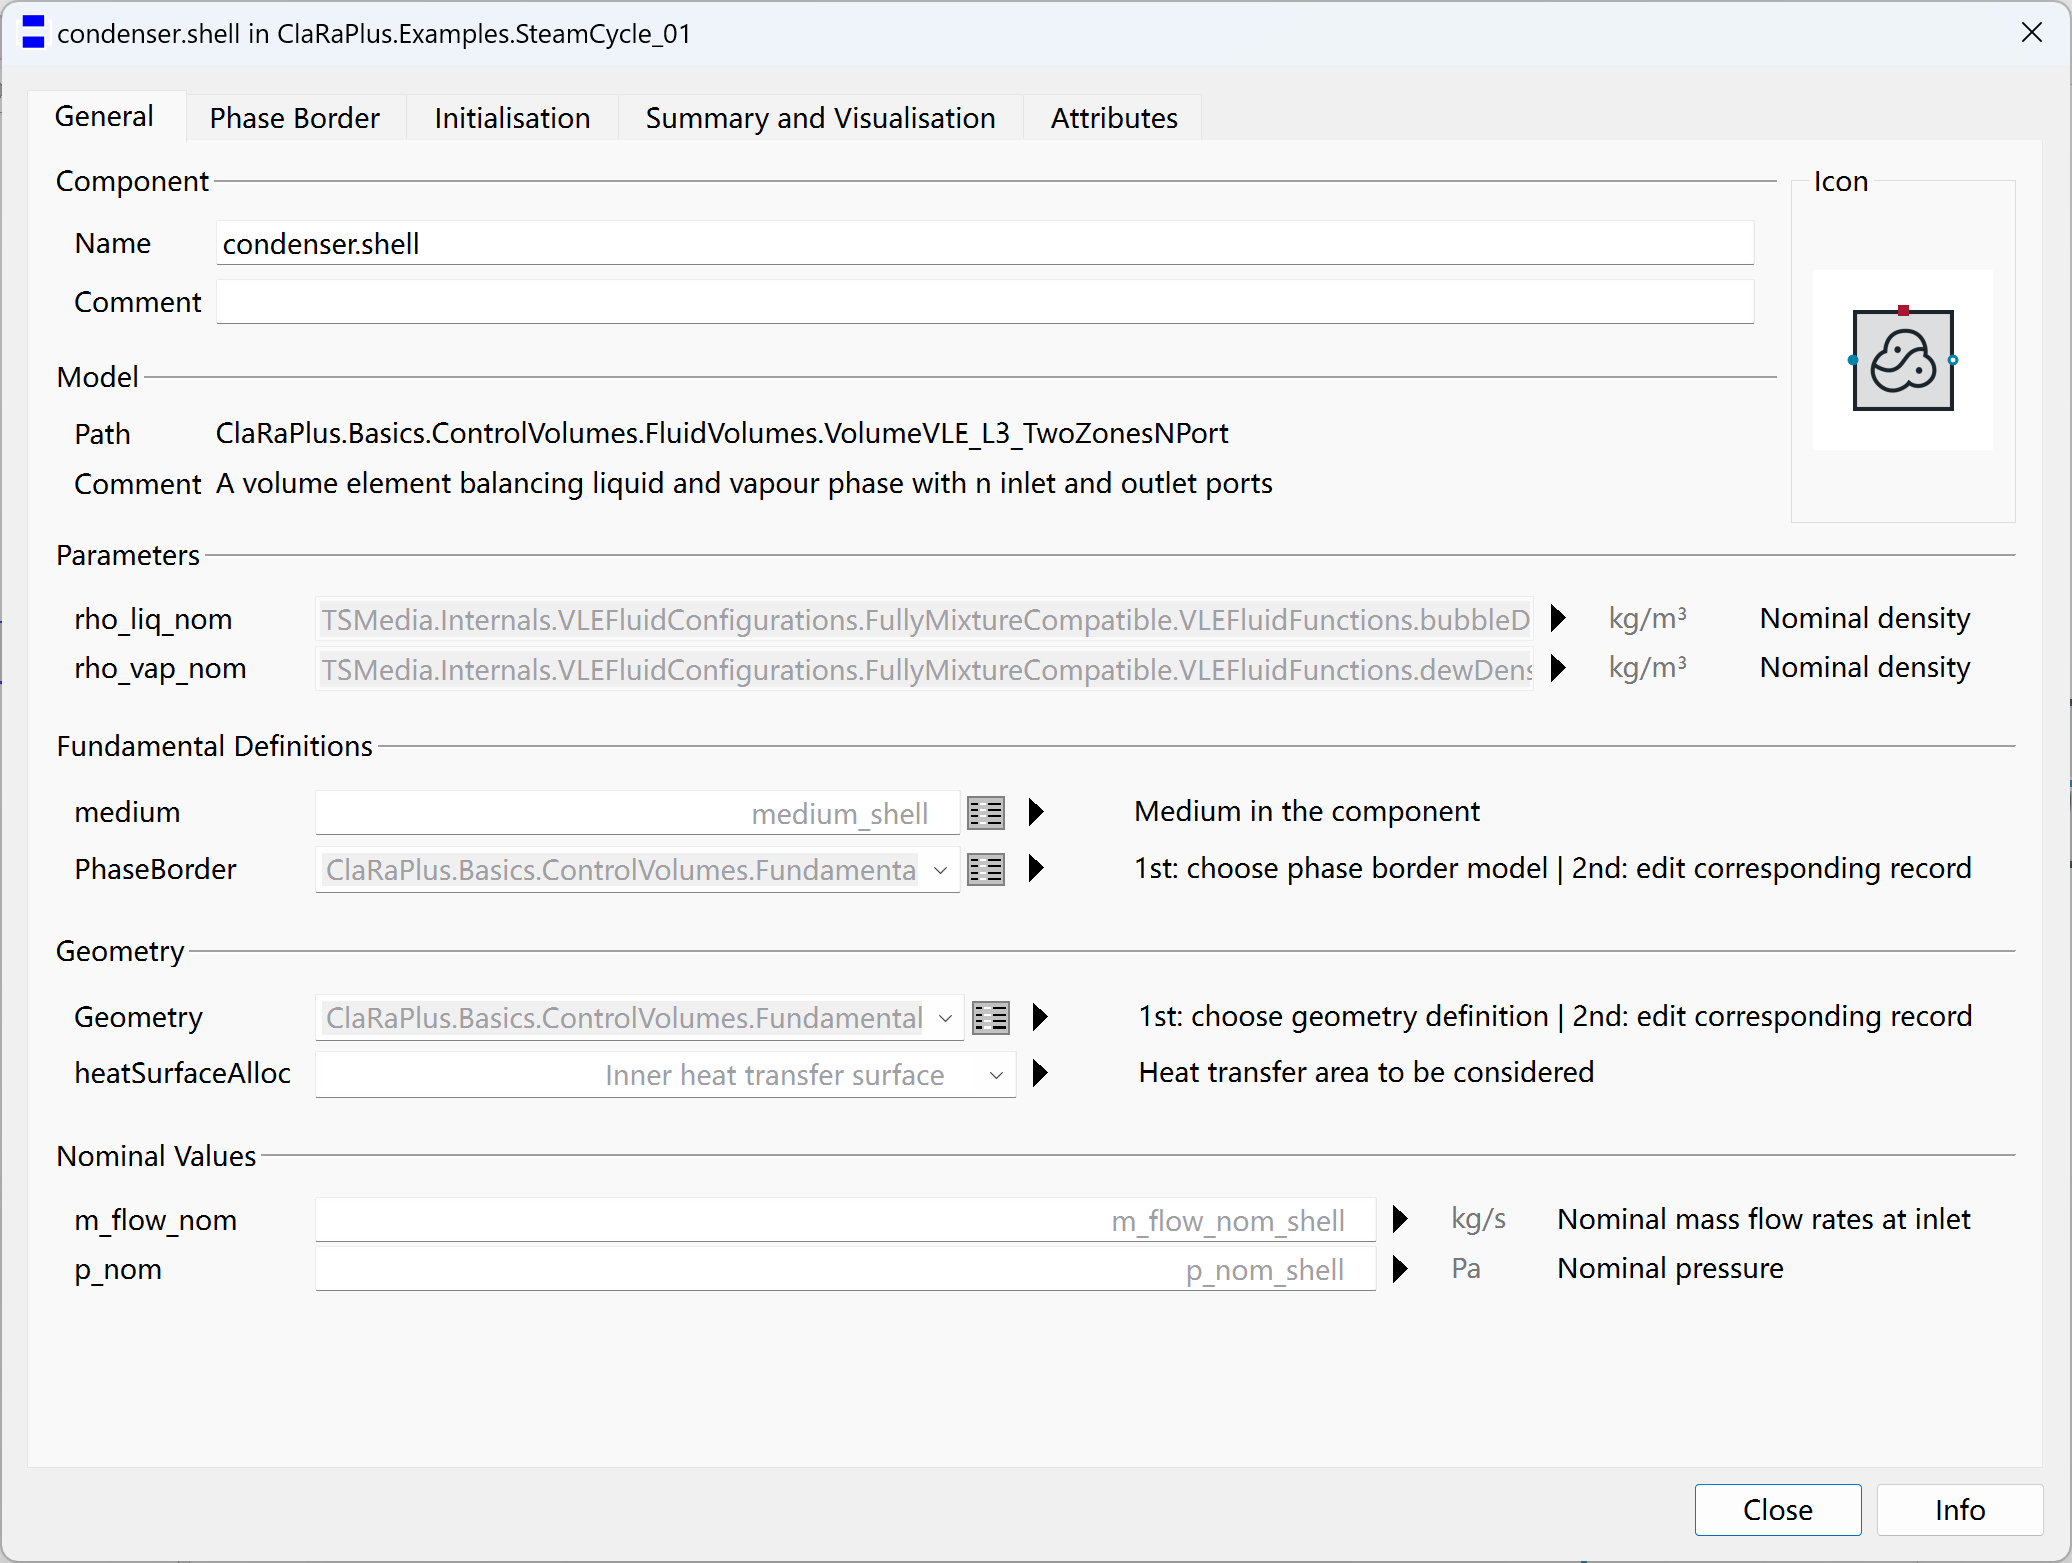 condenser.shell in ClaRaPlus.Examples.SteamCycle_01
General Phase Border Initialisation Summary and Visualisation Attributes
Component
Icon
Name condenser.shell
Comment
Model
Path ClaRaPlus.Basics.ControlVolumes.FluidVolumes.VolumeVLE_L3_TwoZonesNPort
Comment A volume element balancing liquid and vapour phase with n inlet and outlet ports
Parameters
rho_liq_nom TSMedia.Internals.VLEFluidConfigurations.FullyMixtureCompatible.VLEFluidFunctions.bubbleD kg/m³ Nominal density
rho_vap_nom TSMedia.Internals.VLEFluidConfigurations.FullyMixtureCompatible.VLEFluidFunctions.dewDens kg/m³ Nominal density
Fundamental Definitions
medium medium_shell Medium in the component
PhaseBorder ClaRaPlus.Basics.ControlVolumes.Fundamenta 1st: choose phase border model | 2nd: edit corresponding record
Geometry
Geometry ClaRaPlus.Basics.ControlVolumes.Fundamental 1st: choose geometry definition | 2nd: edit corresponding record
heatSurfaceAlloc Inner heat transfer surface Heat transfer area to be considered
Nominal Values
m_flow_nom m_flow_nom_shell kg/s Nominal mass flow rates at inlet
p_nom p_nom_shell Pa Nominal pressure
Close Info